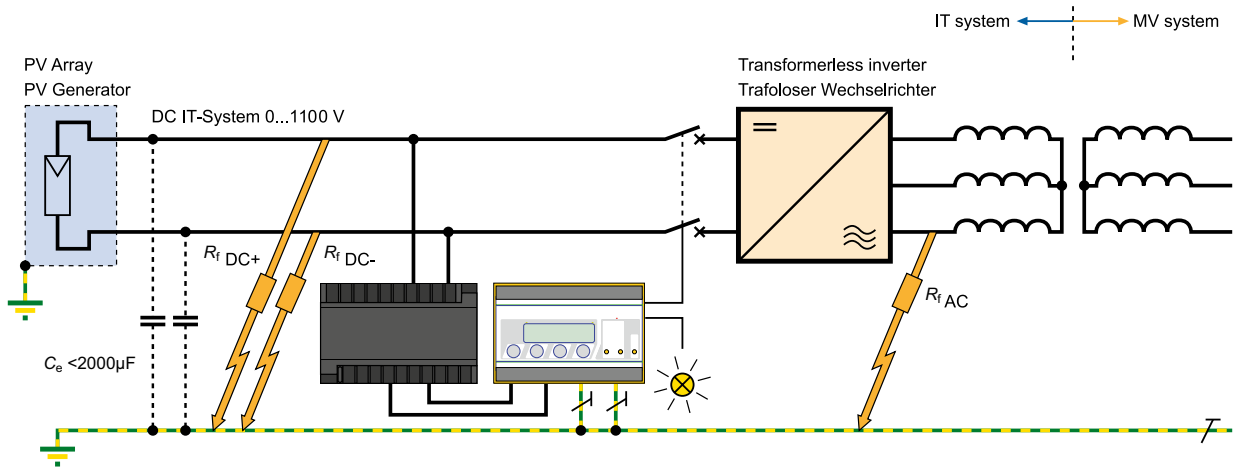 IT system
MV system
PV Array
PV Generator
Transformerless inverter
Trafoloser Wechselrichter
DC IT-System 0...1100 V
Rf DC+
Rf DC-
Rf AC
Ce <2000µF